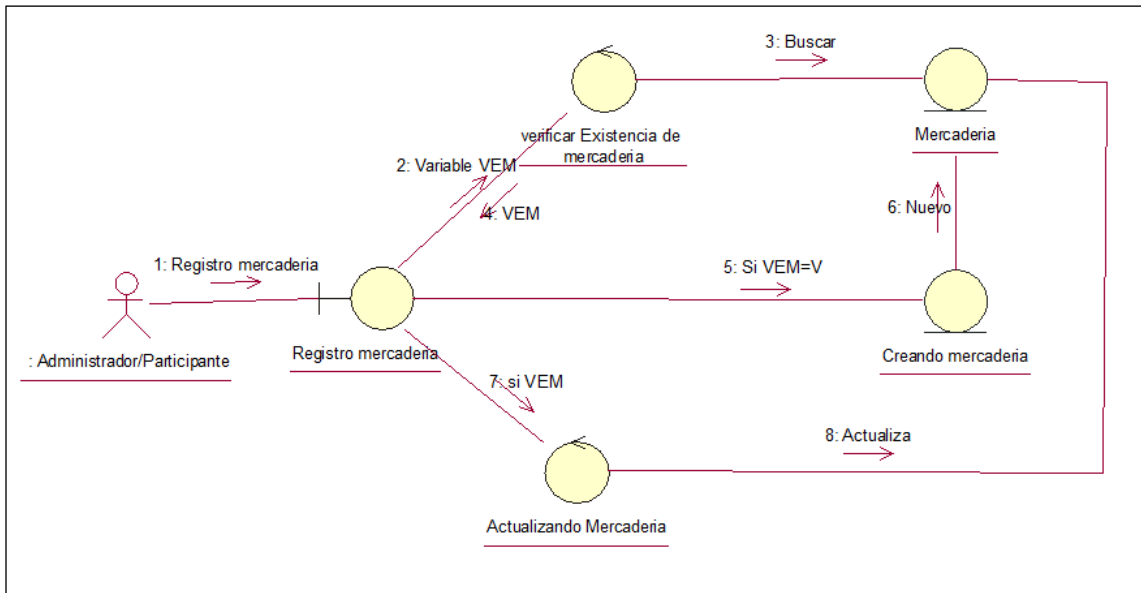 3: Buscar
verificar Existencia de
mercaderia
Mercaderia
2: Variable VEM
4: VEM
6: Nuevo
1: Registro mercaderia
5: Si VEM=V
: Administrador/Participante
Registro mercaderia
Creando mercaderia
7: si VEM
8: Actualiza
Actualizando Mercaderia